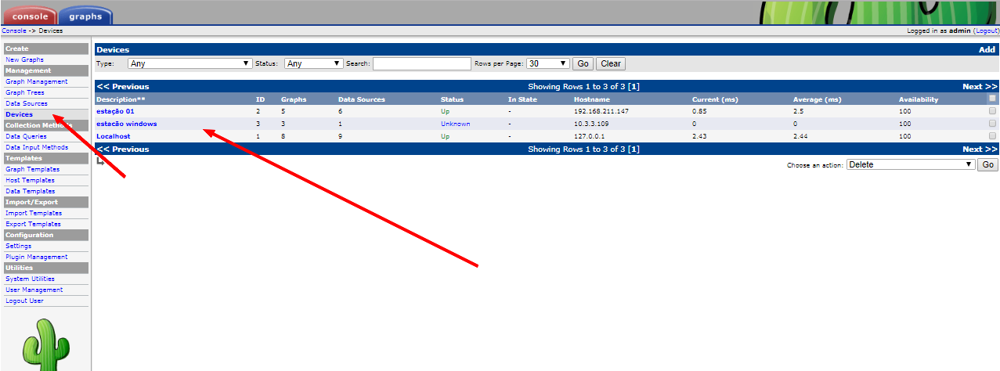 console graphs
Console -> Devices Logged in as admin (Logout)
Create
New Graphs
Management
Graph Management
Graph Trees
Data Sources
Devices
Collection Methods
Data Queries
Data Input Methods
Templates
Graph Templates
Host Templates
Data Templates
Import/Export
Import Templates
Export Templates
Configuration
Settings
Plugin Management
Utilities
System Utilities
User Management
Logout User
Devices Add
Type: Any Status: Any Search: Rows per Page: 30 Go Clear
<< Previous Showing Rows 1 to 3 of 3 [1] Next >>
Description** ID Graphs Data Sources Status In State Hostname Current (ms) Average (ms) Availability
estação 01 2 5 6 Up - 192.168.211.147 0.85 2.5 100
estacão windows 3 3 1 Unknown - 10.3.3.109 0 0 100
Localhost 1 8 9 Up - 127.0.0.1 2.43 2.44 100
<< Previous Showing Rows 1 to 3 of 3 [1] Next >>
Choose an action: Delete Go